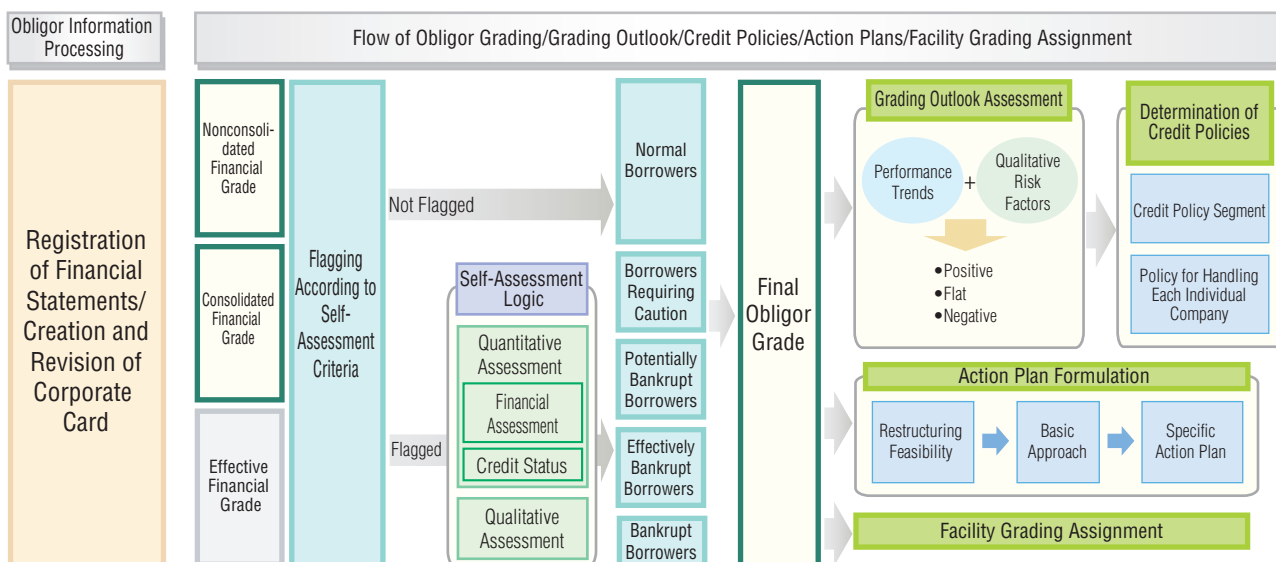 Obligor Information
Processing
Flow of Obligor Grading/Grading Outlook/Credit Policies/Action Plans/Facility Grading Assignment
Registration
of Financial
Statements/
Creation and
Revision of
Corporate
Card
Nonconsoli-
dated
Financial
Grade
Consolidated
Financial
Grade
Effective
Financial
Grade
Flagging
According to
Self-
Assessment
Criteria
Not Flagged
Flagged
Self-Assessment
Logic
Quantitative
Assessment
Financial
Assessment
Credit Status
Qualitative
Assessment
Normal
Borrowers
Borrowers
Requiring
Caution
Potentially
Bankrupt
Borrowers
Effectively
Bankrupt
Borrowers
Bankrupt
Borrowers
Final
Obligor
Grade
Grading Outlook Assessment
Performance
Trends
+
Qualitative
Risk
Factors
●Positive
●Flat
●Negative
Determination of
Credit Policies
Credit Policy Segment
Policy for Handling
Each Individual
Company
Action Plan Formulation
Restructuring
Feasibility
Basic
Approach
Specific
Action Plan
Facility Grading Assignment